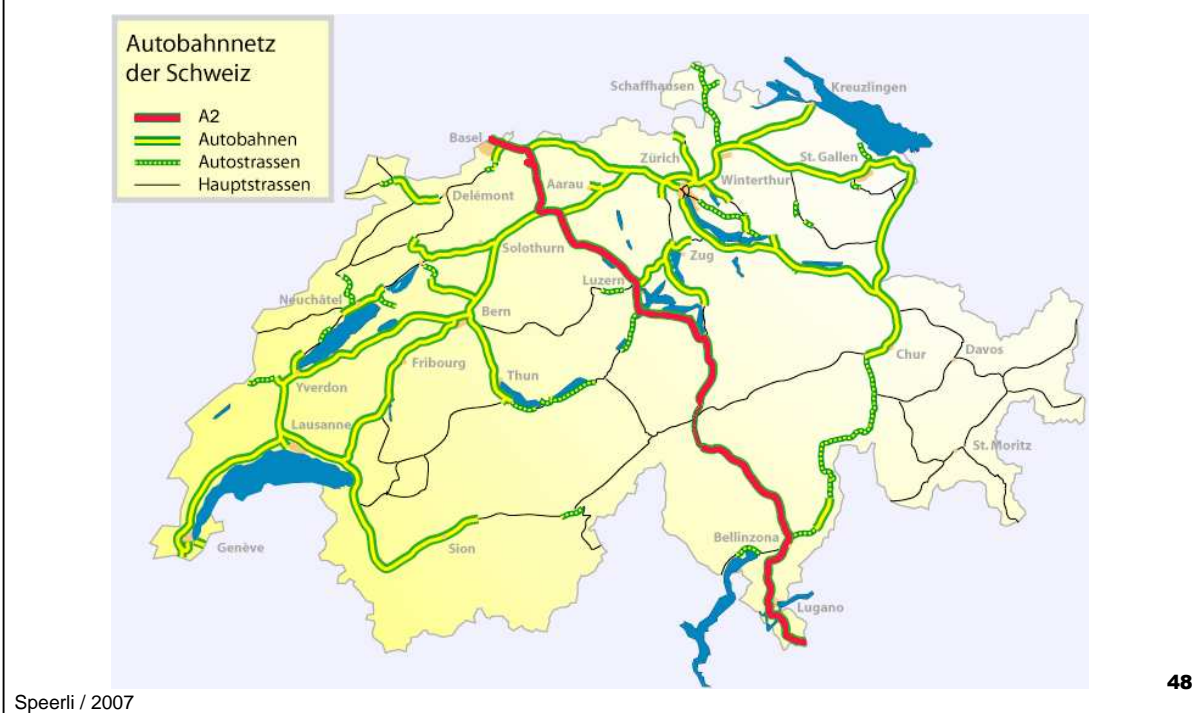 Autobahnnetz
der Schweiz
A2
Autobahnen
Autostrassen
Hauptstrassen
Schaffhausen
Kreuzlingen
Basel
Zürich
St. Gallen
Winterthur
Aarau
Delémont
Solothurn
Zug
Luzern
Neuchâtel
Bern
Chur
Davos
Fribourg
Thun
Yverdon
Lausanne
St. Moritz
Bellinzona
Genève
Sion
Lugano
48
Speerli / 2007